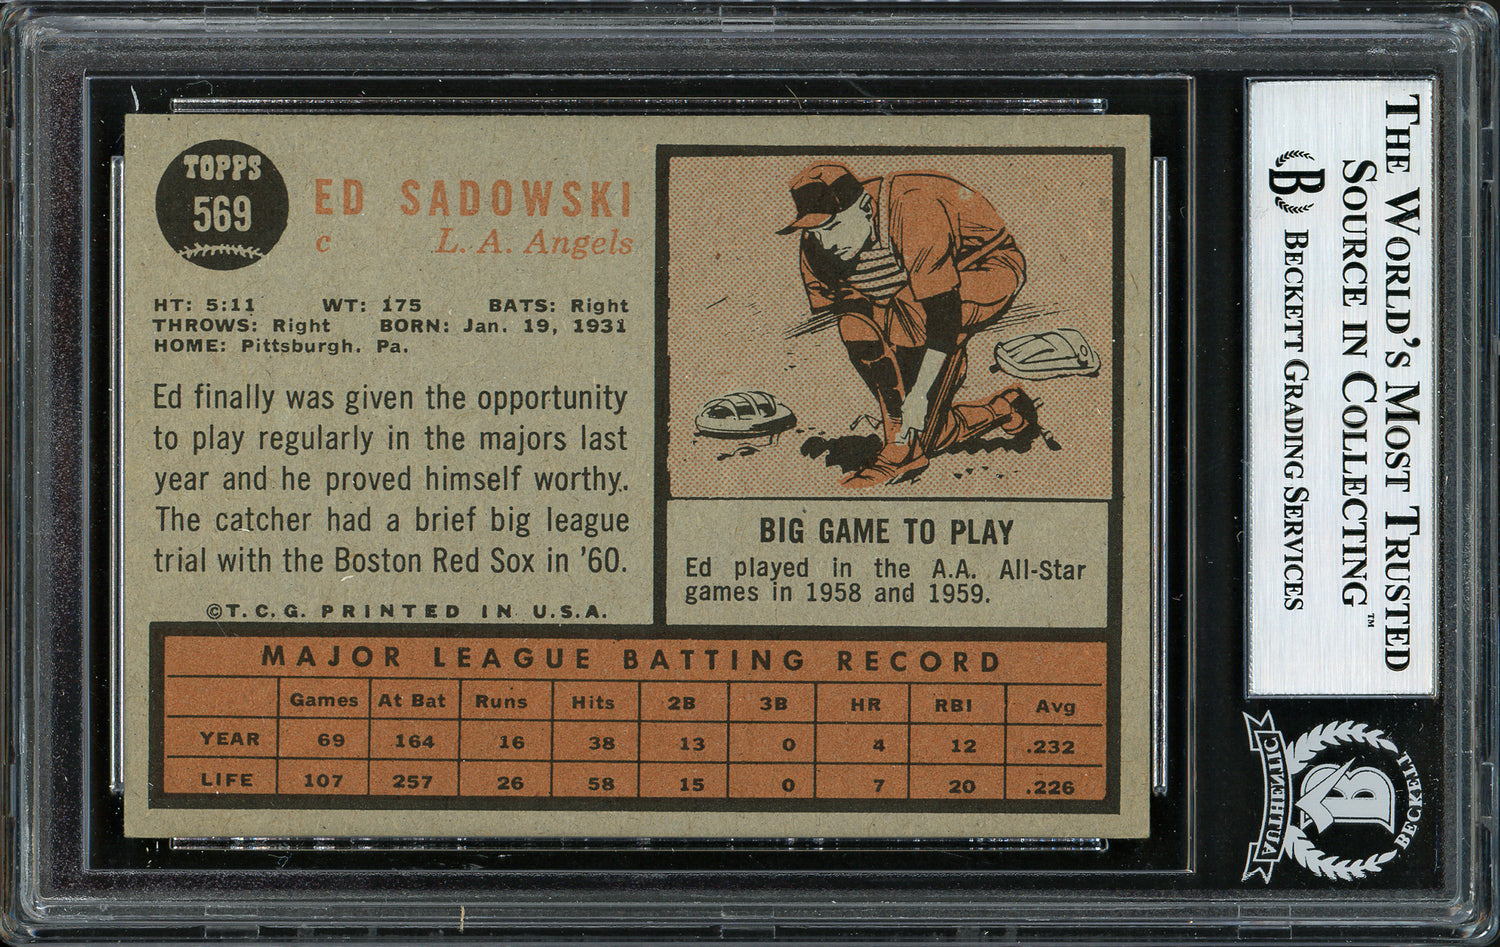 TOPPS
569
ED SADOWSKI
c L. A. Angels
HT: 5:11 WT: 175 BATS: Right
THROWS: Right BORN: Jan. 19, 1931
HOME: Pittsburgh. Pa.
Ed finally was given the opportunity
to play regularly in the majors last
year and he proved himself worthy.
The catcher had a brief big league
trial with the Boston Red Sox in '60.
©T.C.G. PRINTED IN U.S.A.
BIG GAME TO PLAY
Ed played in the A.A. All-Star
games in 1958 and 1959.
MAJOR LEAGUE BATTING RECORD
Games At Bat Runs Hits 2B 3B HR RBI Avg
YEAR 69 164 16 38 13 0 4 12 .232
LIFE 107 257 26 58 15 0 7 20 .226
THE WORLD'S MOST TRUSTED
SOURCE IN COLLECTING™
B BECKETT GRADING SERVICES
BECKETT
B
AUTHENTIC